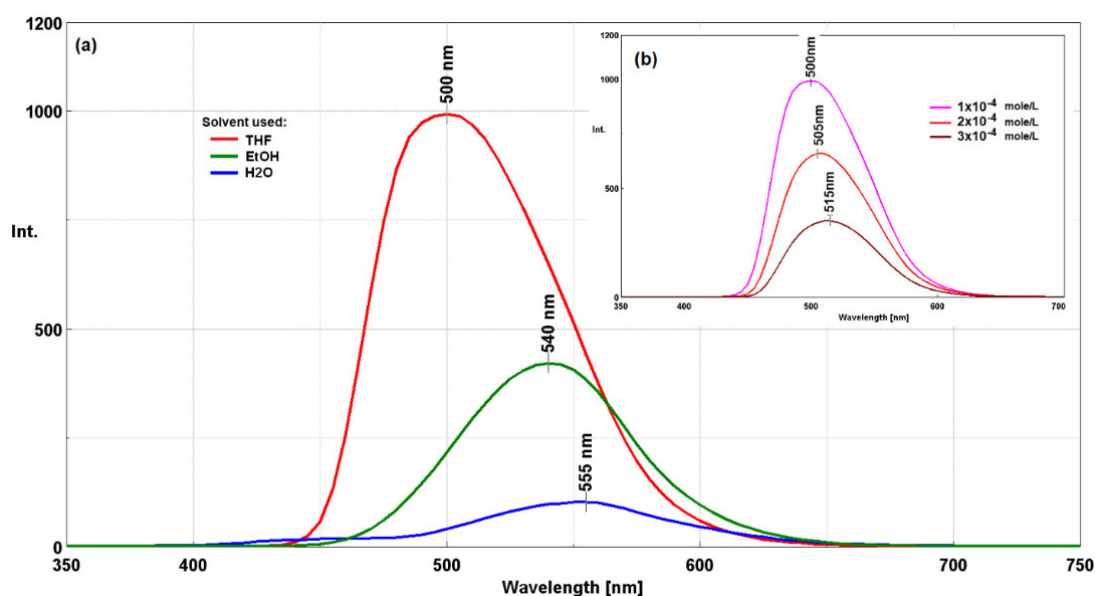 1200
(a)
500 nm
Solvent used:
THF
EtOH
H2O
1000
Int.
500
540 nm
555 nm
0
350
400
500
600
700
750
Wavelength [nm]
1200
(b)
500nm
1000
1x10-4 mole/L
2x10-4 mole/L
3x10-4 mole/L
Int.
505nm
500
515nm
0
350
400
500
600
700
Wavelength [nm]